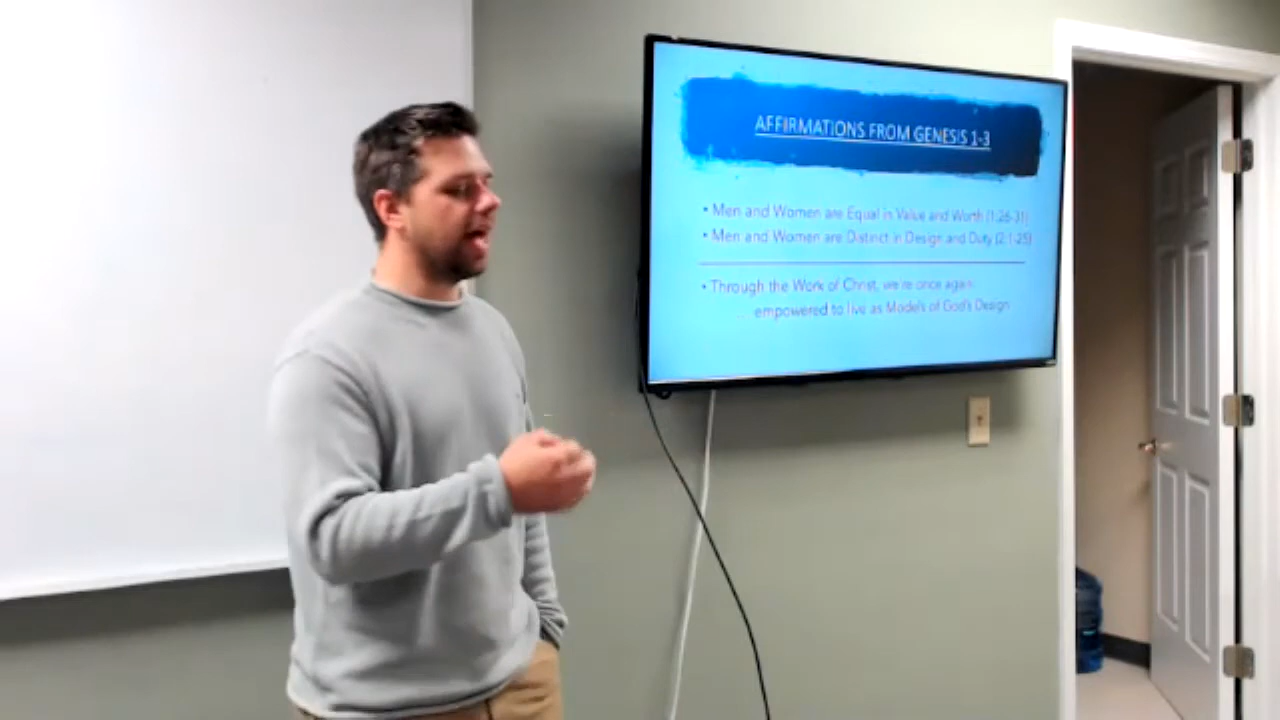 AFFIRMATIONS FROM GENESIS 1-3
• Men and Women are Equal in Value and Worth (1:26-31)
• Men and Women are Distinct in Design and Duty (2:1-25)
• Through the Work of Christ, we're once again
... empowered to live as Models of God's Design